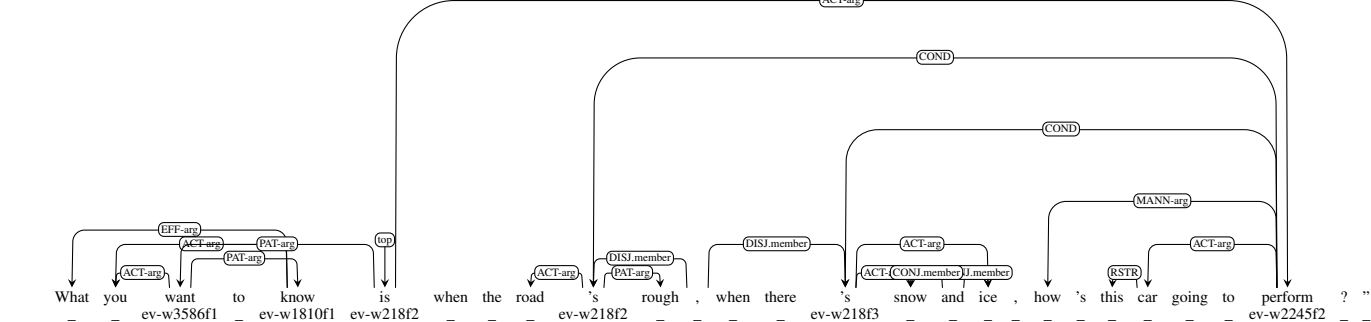 ACT-arg
COND
COND
MANN-arg
EFF-arg
ACT-arg PAT-arg top DISJ.member ACT-arg ACT-arg
PAT-arg DISJ.member
ACT-arg ACT-arg PAT-arg ACT- CONJ.member J.member RSTR
What you want to know is when the road 's rough , when there 's snow and ice , how 's this car going to perform ? ”
_ _ ev-w3586f1 _ ev-w1810f1 ev-w218f2 _ _ _ ev-w218f2 _ _ _ _ ev-w218f3 _ _ _ _ _ _ _ _ _ _ ev-w2245f2 _ _